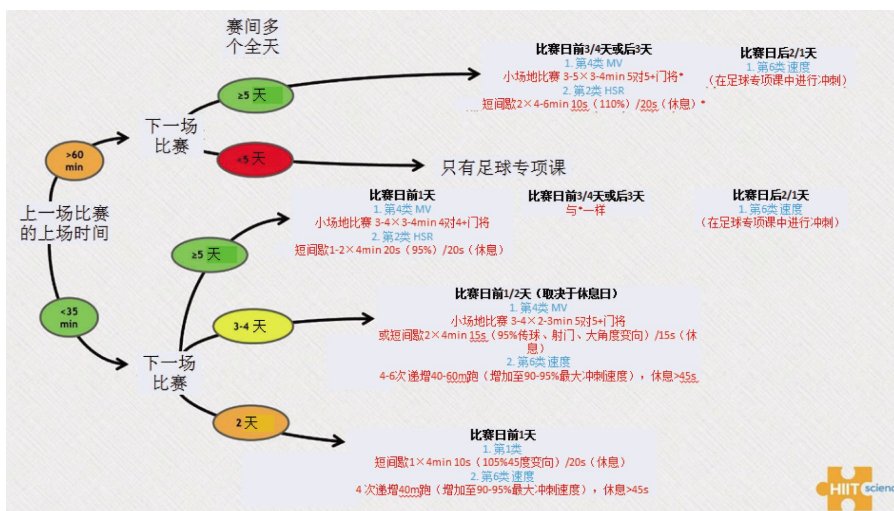 赛间多
个全天
≥5 天
比赛日前3/4天或后3天
1. 第4类 MV
小场地比赛 3-5×3-4min 5对5+门将*
2. 第2类 HSR
短间歇2×4-6min 10s（110%）/20s（休息）*
比赛日后2/1天
1. 第6类速度
（在足球专项课中进行冲刺）
>60
min
下一场
比赛
<5 天
只有足球专项课
上一场比赛
的上场时间
比赛日前1天
1. 第4类 MV
小场地比赛 3-4×3-4min 4对4+门将
2. 第2类 HSR
短间歇1-2×4min 20s（95%）/20s（休息）
比赛日前3/4天或后3天
与*一样
比赛日后2/1天
1. 第6类速度
（在足球专项课中进行冲刺）
≥5 天
<35
min
3-4 天
比赛日前1/2天（取决于休息日）
1. 第4类 MV
小场地比赛 3-4×2-3min 5对5+门将
或短间歇2×4min 15s（95%传球、射门、大角度变向）/15s（休
息）
2. 第6类 速度
4-6次递增40-60m跑（增加至90-95%最大冲刺速度），休息>45s
下一场
比赛
2 天
比赛日前1天
1. 第1类
短间歇1×4min 10s（105%45度变向）/20s（休息）
2. 第6类 速度
4 次递增40m跑（增加至90-95%最大冲刺速度），休息>45s
HIIT scienc